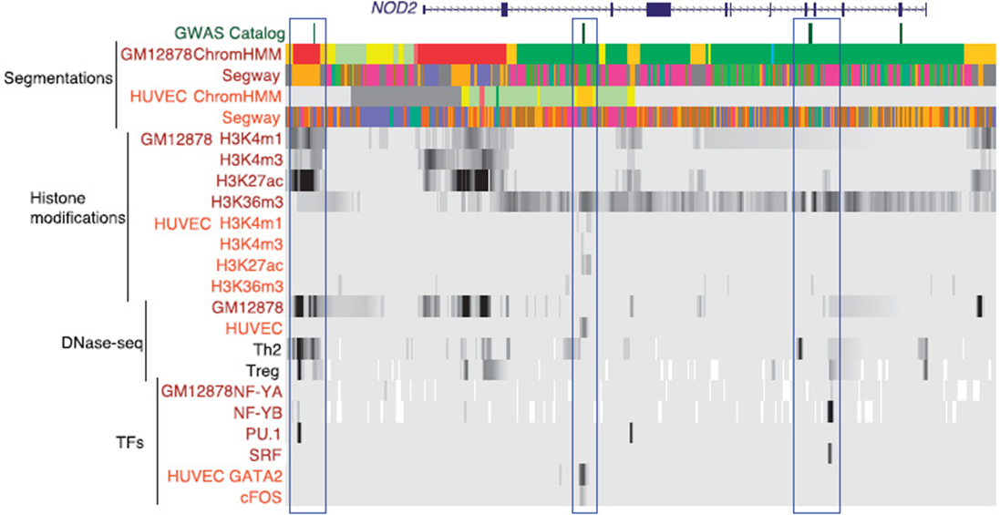 NOD2
GWAS Catalog
Segmentations
GM12878ChromHMM
Segway
HUVEC ChromHMM
Segway
Histone
modifications
GM12878 H3K4m1
H3K4m3
H3K27ac
H3K36m3
HUVEC H3K4m1
H3K4m3
H3K27ac
H3K36m3
DNase-seq
GM12878
HUVEC
Th2
Treg
TFs
GM12878NF-YA
NF-YB
PU.1
SRF
HUVEC GATA2
cFOS